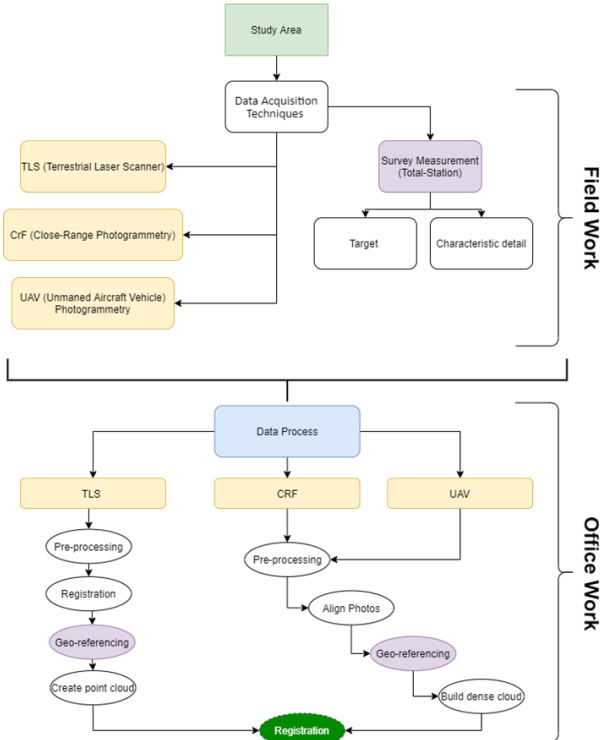 Study Area
Data Acquisition
Techniques
TLS (Terrestrial Laser Scanner)
Survey Measurement
(Total-Station)
CrF (Close-Range Photogrammetry)
Target
Characteristic detail
UAV (Unmaned Aircraft Vehicle)
Photogrammetry
Field Work
Data Process
TLS
CRF
UAV
Pre-processing
Registration
Geo-referencing
Create point cloud
Pre-processing
Align Photos
Geo-referencing
Build dense cloud
Registration
Office Work